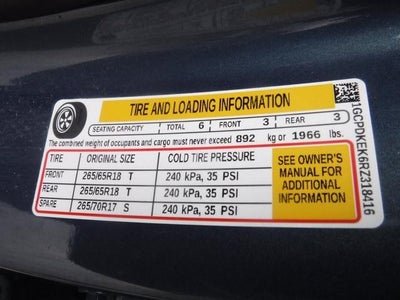 TIRE AND LOADING INFORMATION
SEATING CAPACITY TOTAL 6 FRONT 3 REAR 3
The combined weight of occupants and cargo must never exceed 892 kg or 1966 lbs.
TIRE ORIGINAL SIZE COLD TIRE PRESSURE
FRONT 265/65R18 T 240 kPa, 35 PSI
REAR 265/65R18 T 240 kPa, 35 PSI
SPARE 265/70R17 S 240 kPa, 35 PSI
SEE OWNER'S
MANUAL FOR
ADDITIONAL
INFORMATION
1GCPDKEK6RZ318416